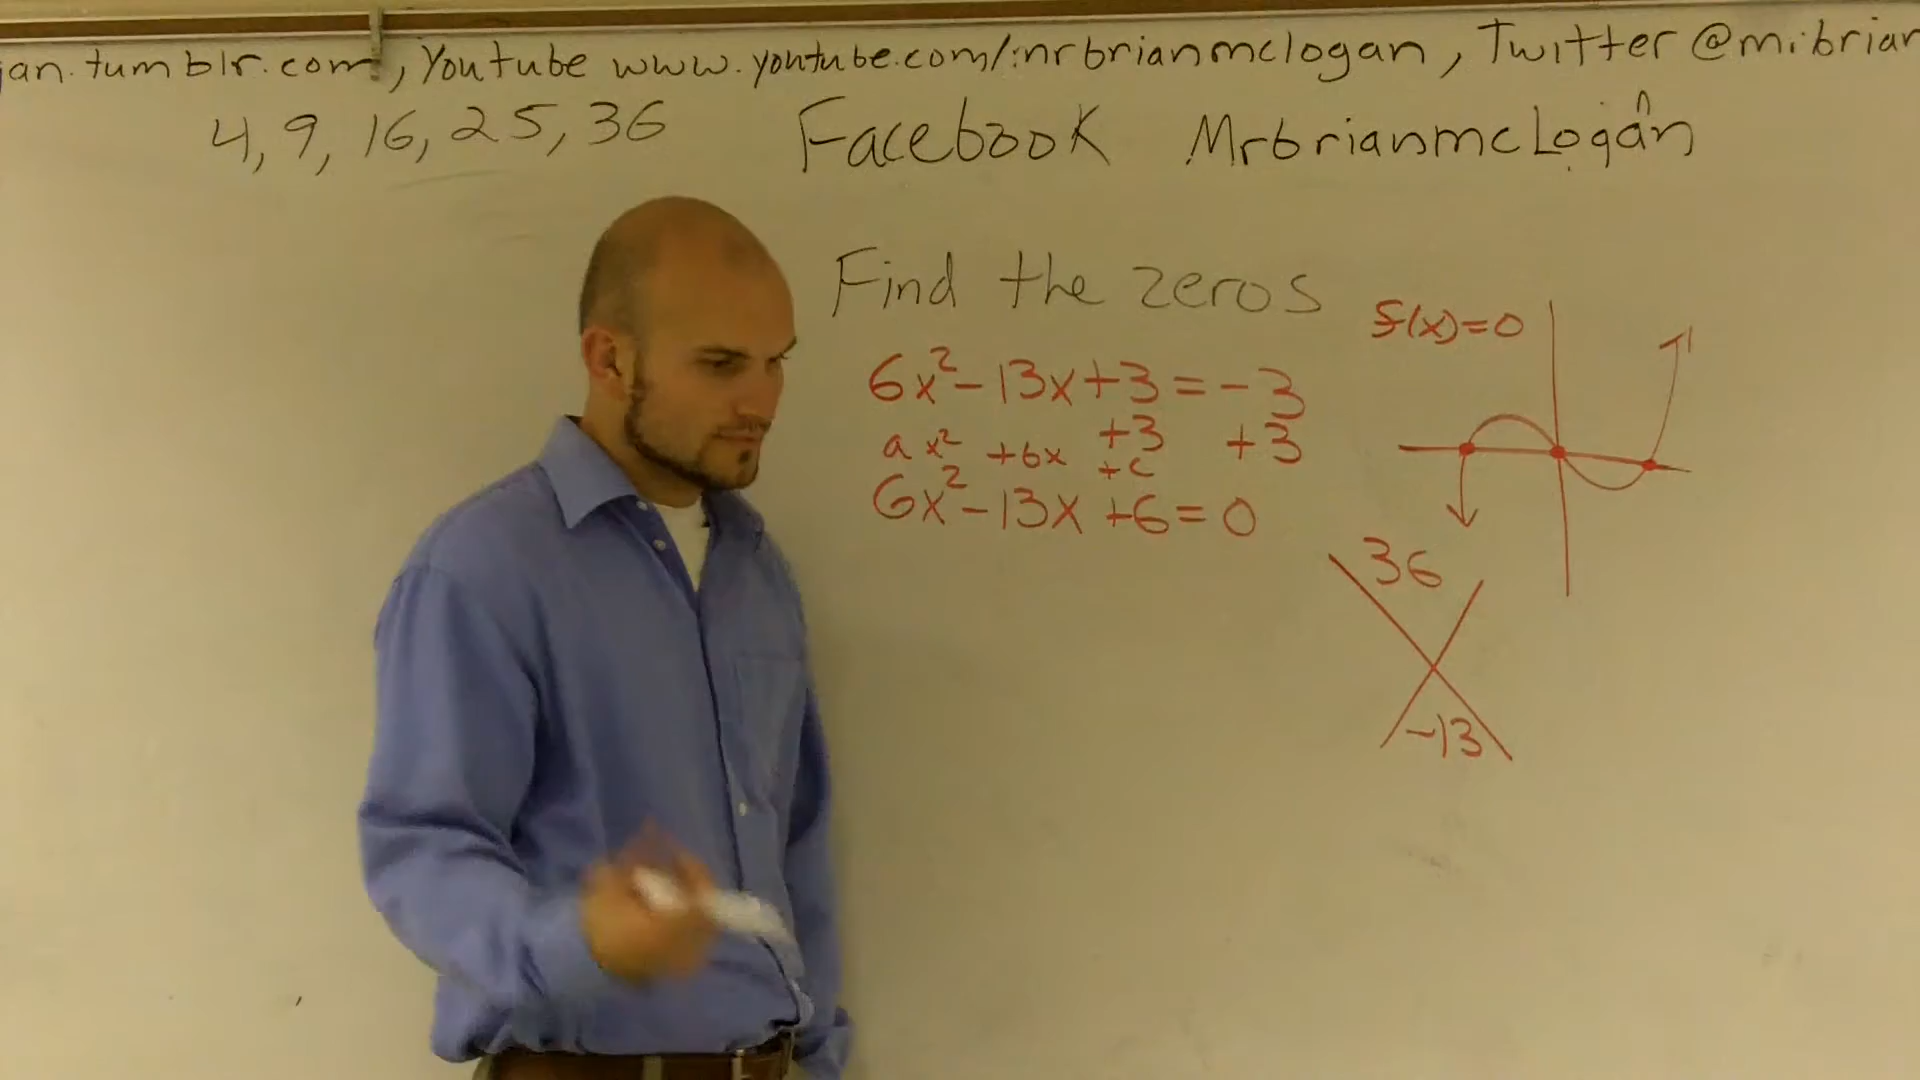 an.tumblr.com, Youtube www.youtube.com/mrbrianmclogan, Twitter @mrbrian
4, 9, 16, 25, 36 Facebook MrbrianmcLogan
Find the zeros
f(x)=0
6x²-13x+3=-3
+3 +3
ax² +bx +c
6x²-13x+6=0
36
-13